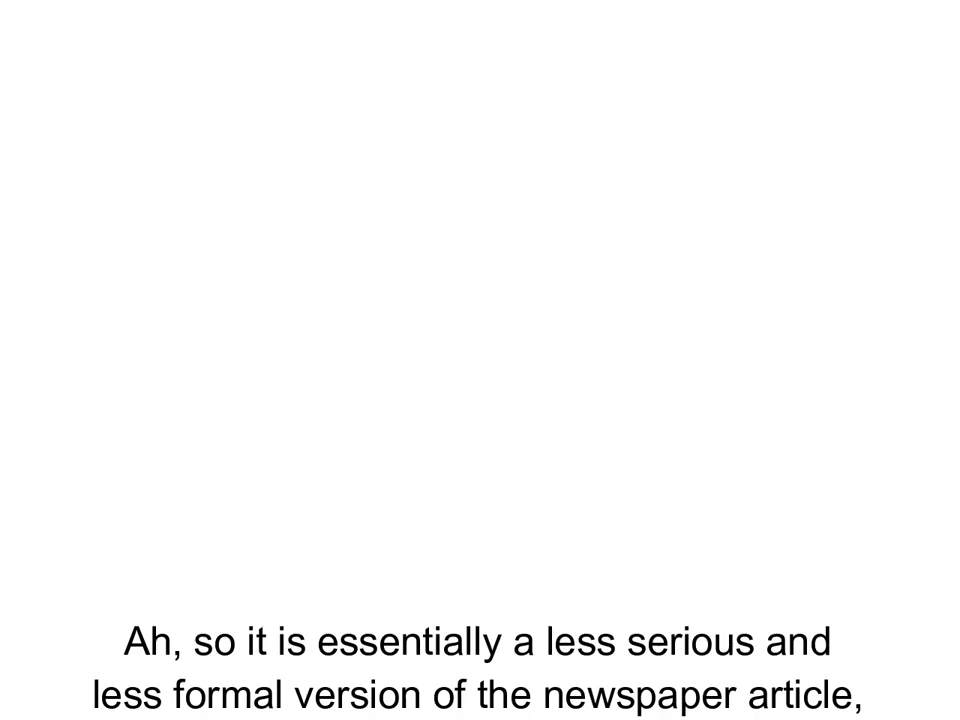 Ah, so it is essentially a less serious and
less formal version of the newspaper article,